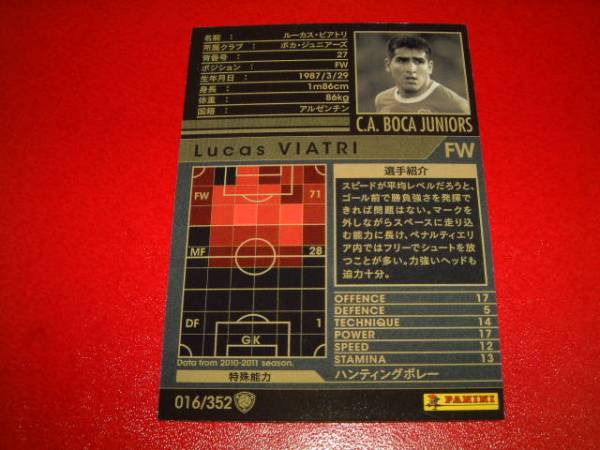 名前 : ルーカス・ビアトリ
所属クラブ : ボカ・ジュニアーズ
背番号 : 27
ポジション : FW
生年月日 : 1987/3/29
身長 : 1m86cm
体重 : 86kg
国籍 : アルゼンチン
C.A. BOCA JUNIORS
Lucas VIATRI
FW
FW 71
MF 28
DF 1
GK
Data from 2010-2011 season.
選手紹介
スピードが平均レベルだろうと、
ゴール前で勝負強さを発揮で
きれば問題はない。マークを
外しながらスペースに走り込
む能力に長け、ペナルティエリ
ア内ではフリーでシュートを放
つことが多い。力強いヘッドも
迫力十分。
OFFENCE 17
DEFENCE 5
TECHNIQUE 14
POWER 17
SPEED 12
STAMINA 13
特殊能力
ハンティングボレー
016/352
PANINI